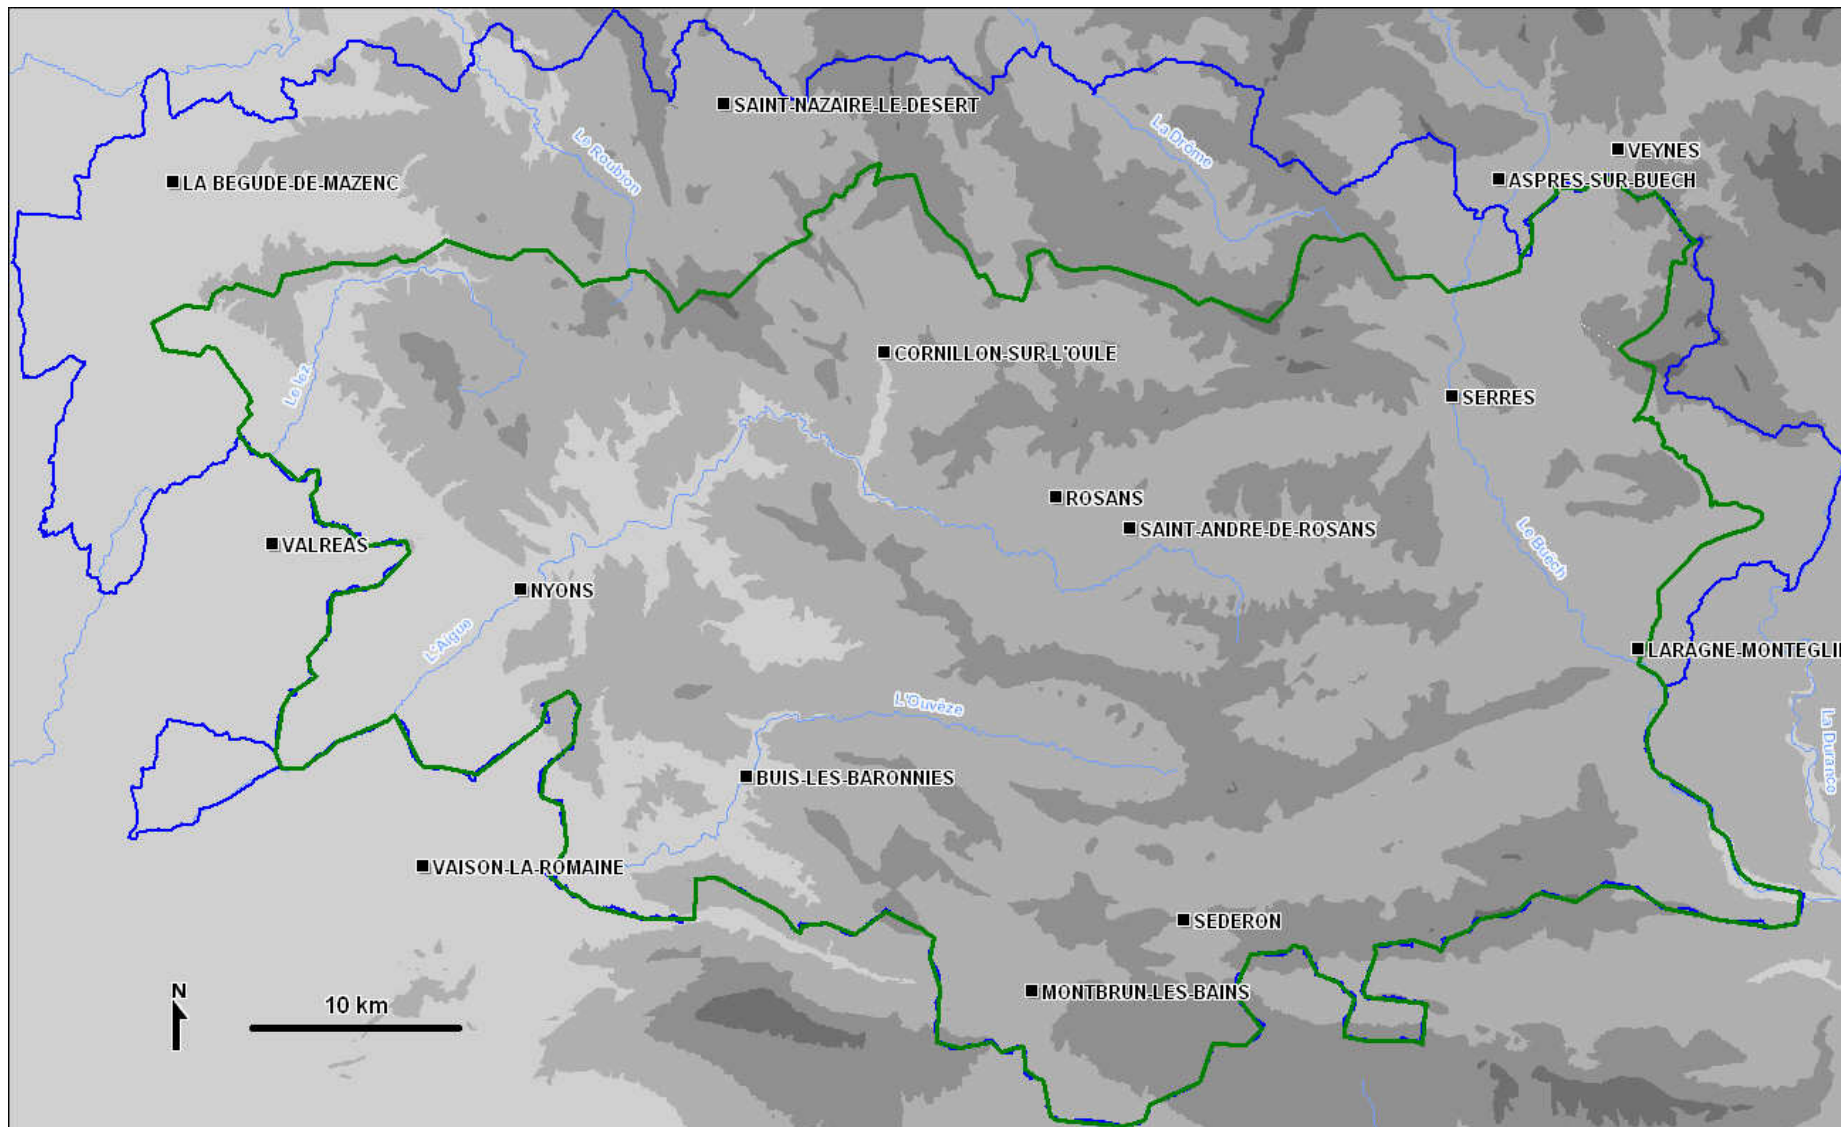 SAINT-NAZAIRE-LE-DESERT
La Drôme
Le Roubion
VEYNES
LA BEGUDE-DE-MAZENC
ASPRES-SUR-BUECH
CORNILLON-SUR-L'OULE
Le lez
SERRES
ROSANS
SAINT-ANDRE-DE-ROSANS
VALREAS
Le Buëch
NYONS
L'Aigue
LARAGNE-MONTEGLIN
L'Ouvèze
La Durance
BUIS-LES-BARONNIES
VAISON-LA-ROMAINE
SEDERON
MONTBRUN-LES-BAINS
N
10 km